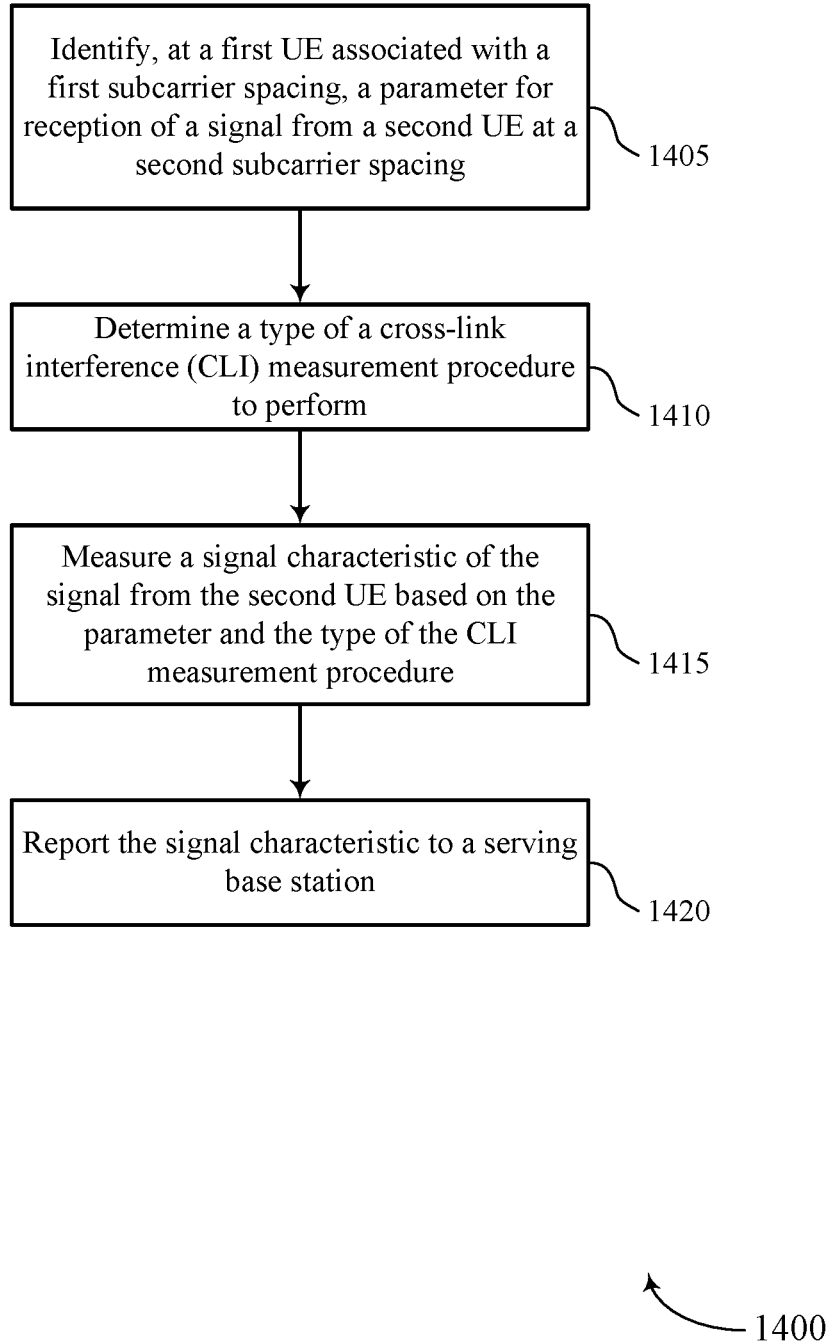 Identify, at a first UE associated with a
first subcarrier spacing, a parameter for
reception of a signal from a second UE at a
second subcarrier spacing
1405
Determine a type of a cross-link
interference (CLI) measurement procedure
to perform
1410
Measure a signal characteristic of the
signal from the second UE based on the
parameter and the type of the CLI
measurement procedure
1415
Report the signal characteristic to a serving
base station
1420
1400